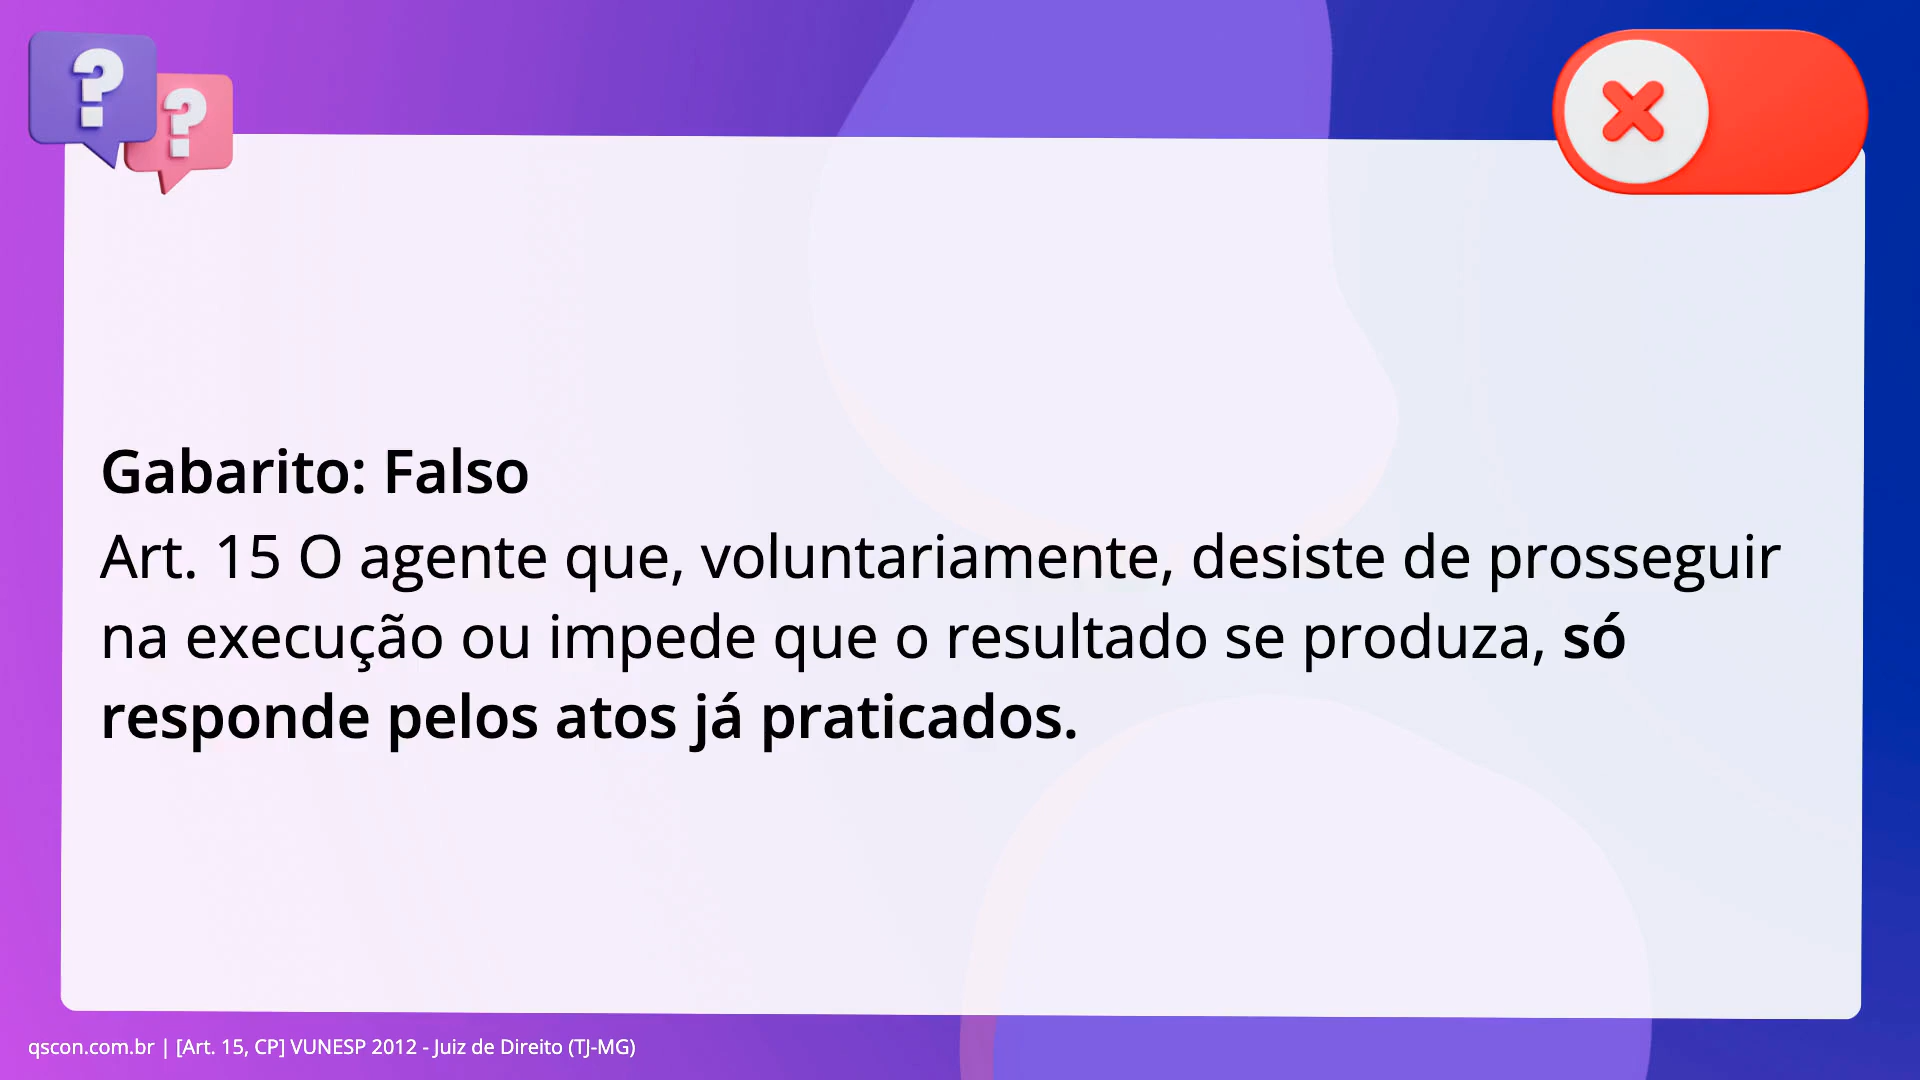 Gabarito: Falso
Art. 15 O agente que, voluntariamente, desiste de prosseguir
na execução ou impede que o resultado se produza, só
responde pelos atos já praticados.
qscon.com.br | [Art. 15, CP] VUNESP 2012 - Juiz de Direito (TJ-MG)